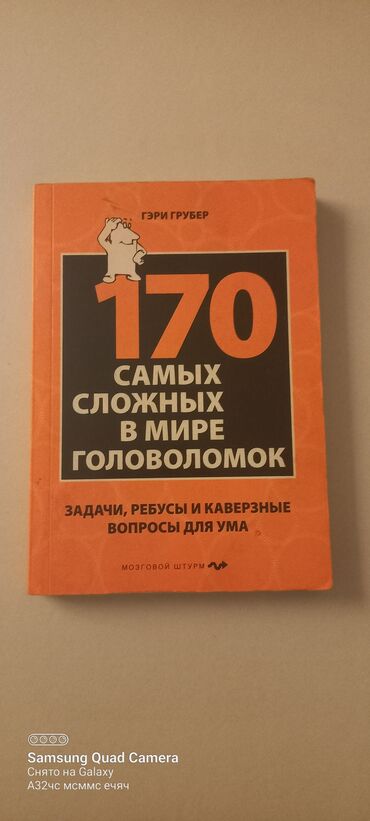 ГЭРИ ГРУБЕР
170
САМЫХ
СЛОЖНЫХ
В МИРЕ
ГОЛОВОЛОМОК
ЗАДАЧИ, РЕБУСЫ И КАВЕРЗНЫЕ
ВОПРОСЫ ДЛЯ УМА
МОЗГОВОЙ ШТУРМ
Samsung Quad Camera
Снято на Galaxy
А32чс мсммс ечяч